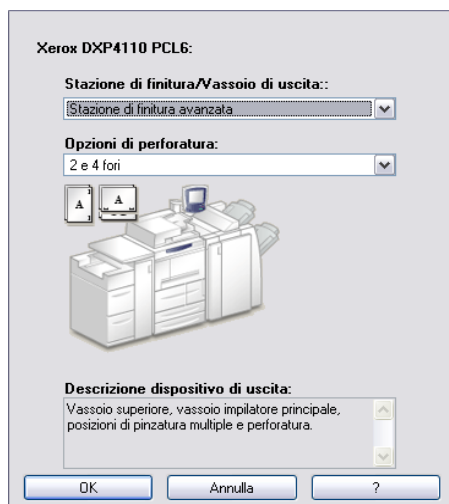 Xerox DXP4110 PCL6:
Stazione di finitura/Vassoio di uscita::
Stazione di finitura avanzata
Opzioni di perforatura:
2 e 4 fori
A A
Descrizione dispositivo di uscita:
Vassoio superiore, vassoio impilatore principale,
posizioni di pinzatura multiple e perforatura.
OK Annulla ?